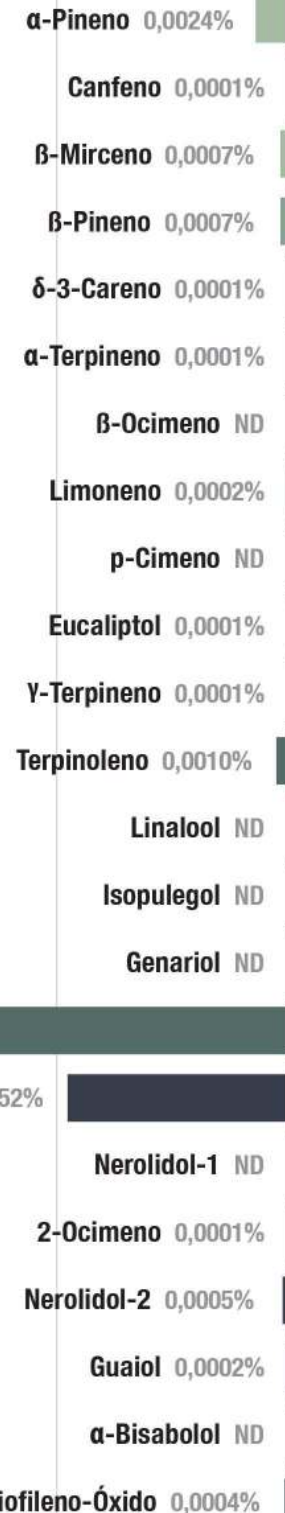 α-Pineno 0,0024%
Canfeno 0,0001%
ß-Mirceno 0,0007%
ß-Pineno 0,0007%
δ-3-Careno 0,0001%
α-Terpineno 0,0001%
ß-Ocimeno ND
Limoneno 0,0002%
p-Cimeno ND
Eucaliptol 0,0001%
Y-Terpineno 0,0001%
Terpinoleno 0,0010%
Linalool ND
Isopulegol ND
Genariol ND
52%
Nerolidol-1 ND
2-Ocimeno 0,0001%
Nerolidol-2 0,0005%
Guaiol 0,0002%
α-Bisabolol ND
iofileno-Óxido 0,0004%